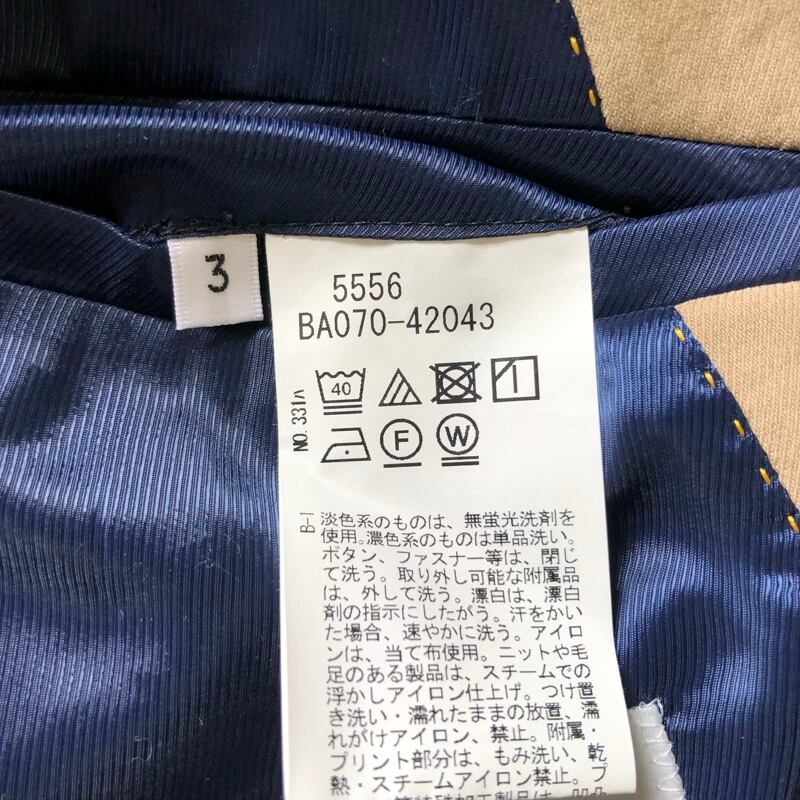 3
5556
BA070-42043
40
F
W
NO. 331A
B-1
淡色系のものは、無蛍光洗剤を
使用。濃色系のものは単品洗い。
ボタン、ファスナー等は、閉じ
て洗う。取り外し可能な附属品
は、外して洗う。漂白は、漂白
剤の指示にしたがう。汗をかい
た場合、速やかに洗う。アイロ
ンは、当て布使用。ニットや毛
足のある製品は、スチームでの
浮かしアイロン仕上げ。つけ置
き洗い・濡れたままの放置、濡
れがけアイロン、禁止。附属・
プリント部分は、もみ洗い、乾
熱・スチームアイロン禁止。プ